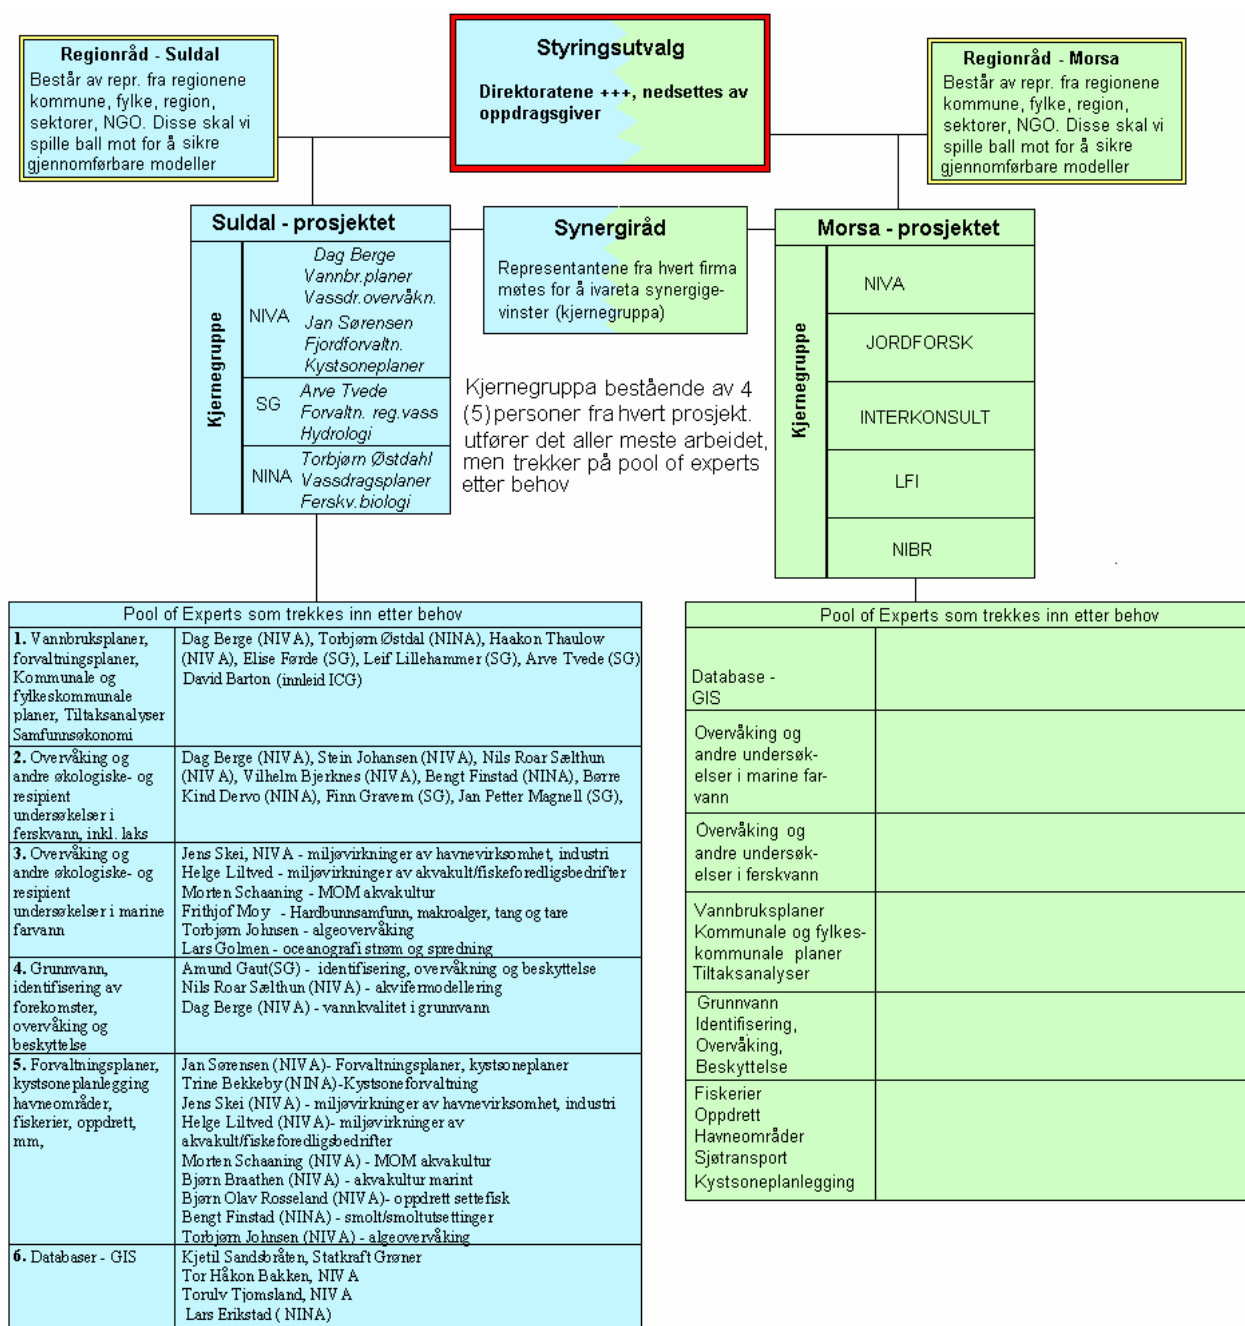 Styringsutvalg
Direktoratene +++, nedsettes av
oppdragsgiver
Regionråd - Suldal
Består av repr. fra regionene
kommune, fylke, region,
sektorer, NGO. Disse skal vi
spille ball mot for å sikre
gjennomførbare modeller
Regionråd - Morsa
Består av repr. fra regionene
kommune, fylke, region,
sektorer, NGO. Disse skal vi
spille ball mot for å sikre
gjennomførbare modeller
Suldal - prosjektet
Kjernegruppe
NIVA
Dag Berge
Vannbr.planer
Vassdr.overvåkn.
Jan Sørensen
Fjordforvaltn.
Kystsoneplaner
SG
Arve Tvede
Forvaltn. reg.vass
Hydrologi
NINA
Torbjørn Østdahl
Vassdragsplaner
Ferskv.biologi
Synergiråd
Representantene fra hvert firma
møtes for å ivareta synergige-
vinster (kjernegruppa)
Kjernegruppa bestående av 4
(5)personer fra hvert prosjekt.
utfører det aller meste arbeidet,
men trekker på pool of experts
etter behov
Morsa - prosjektet
Kjernegruppe
NIVA
JORDFORSK
INTERKONSULT
LFI
NIBR
Pool of Experts som trekkes inn etter behov
1. Vannbruksplaner,
forvaltningsplaner,
Kommunale og
fylkeskommunale
planer, Tiltaksanalyser
Samfunnsøkonomi
Dag Berge (NIVA), Torbjørn Østdal (NINA), Haakon Thaulow
(NIVA), Elise Førde (SG), Leif Lillehammer (SG), Arve Tvede (SG)
David Barton (innleid ICG)
2. Overvåking og
andre økologiske- og
resipient
undersøkelser i
ferskvann, inkl. laks
Dag Berge (NIVA), Stein Johansen (NIVA), Nils Roar Sælthun
(NIVA), Vilhelm Bjerknes (NIVA), Bengt Finstad (NINA), Børre
Kind Dervo (NINA), Finn Gravem (SG), Jan Petter Magnell (SG),
3. Overvåking og
andre økologiske- og
resipient
undersøkelser i marine
farvann
Jens Skei, NIVA - miljøvirkninger av havnevirksomhet, industri
Helge Liltved - miljøvirkninger av akvakult/fiskeforedligsbedrifter
Morten Schaaning - MOM akvakultur
Frithjof Moy - Hardbunnsamfunn, makroalger, tang og tare
Torbjørn Johnsen - algeovervåking
Lars Golmen - oceanografi strøm og spredning
4. Grunnvann,
identifisering av
forekomster,
overvåking og
beskyttelse
Amund Gaut(SG) - identifisering, overvåkning og beskyttelse
Nils Roar Sælthun (NIVA) - akvifermodellering
Dag Berge (NIVA) - vannkvalitet i grunnvann
5. Forvaltningsplaner,
kystsoneplanlegging
havneområder,
fiskerier, oppdrett,
mm,
Jan Sørensen (NIVA)- Forvaltningsplaner, kystsoneplaner
Trine Bekkeby (NINA)-Kystsoneforvaltning
Jens Skei (NIVA) - miljøvirkninger av havnevirksomhet, industri
Helge Liltved (NIVA)- miljøvirkninger av
akvakult/fiskeforedligsbedrifter
Morten Schaaning (NIVA) - MOM akvakultur
Bjørn Braathen (NIVA) - akvakultur marint
Bjørn Olav Rosseland (NIVA)- oppdrett settefisk
Bengt Finstad (NINA) - smolt/smoltutsettinger
Torbjørn Johnsen (NIVA) - algeovervåking
6. Databaser - GIS
Kjetil Sandsbråten, Statkraft Grøner
Tor Håkon Bakken, NIVA
Torulv Tjomsland, NIVA
Lars Erikstad ( NINA)
Pool of Experts som trekkes inn etter behov
Database -
GIS
Overvåking og
andre undersøk-
elser i marine far-
vann
Overvåking og
andre undersøk-
elser i ferskvann
Vannbruksplaner
Kommunale og fylkes-
kommunale planer
Tiltaksanalyser
Grunnvann
Identifisering,
Overvåking,
Beskyttelse
Fiskerier
Oppdrett
Havneområder
Sjøtransport
Kystsoneplanlegging